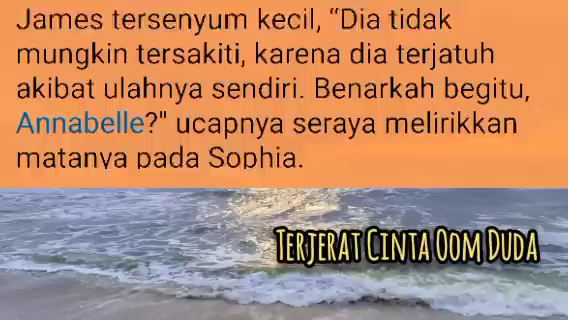 James tersenyum kecil, “Dia tidak
mungkin tersakiti, karena dia terjatuh
akibat ulahnya sendiri. Benarkah begitu,
Annabelle?" ucapnya seraya melirikkan
matanya pada Sophia.
TERJERAT CINTA OOM DUDA